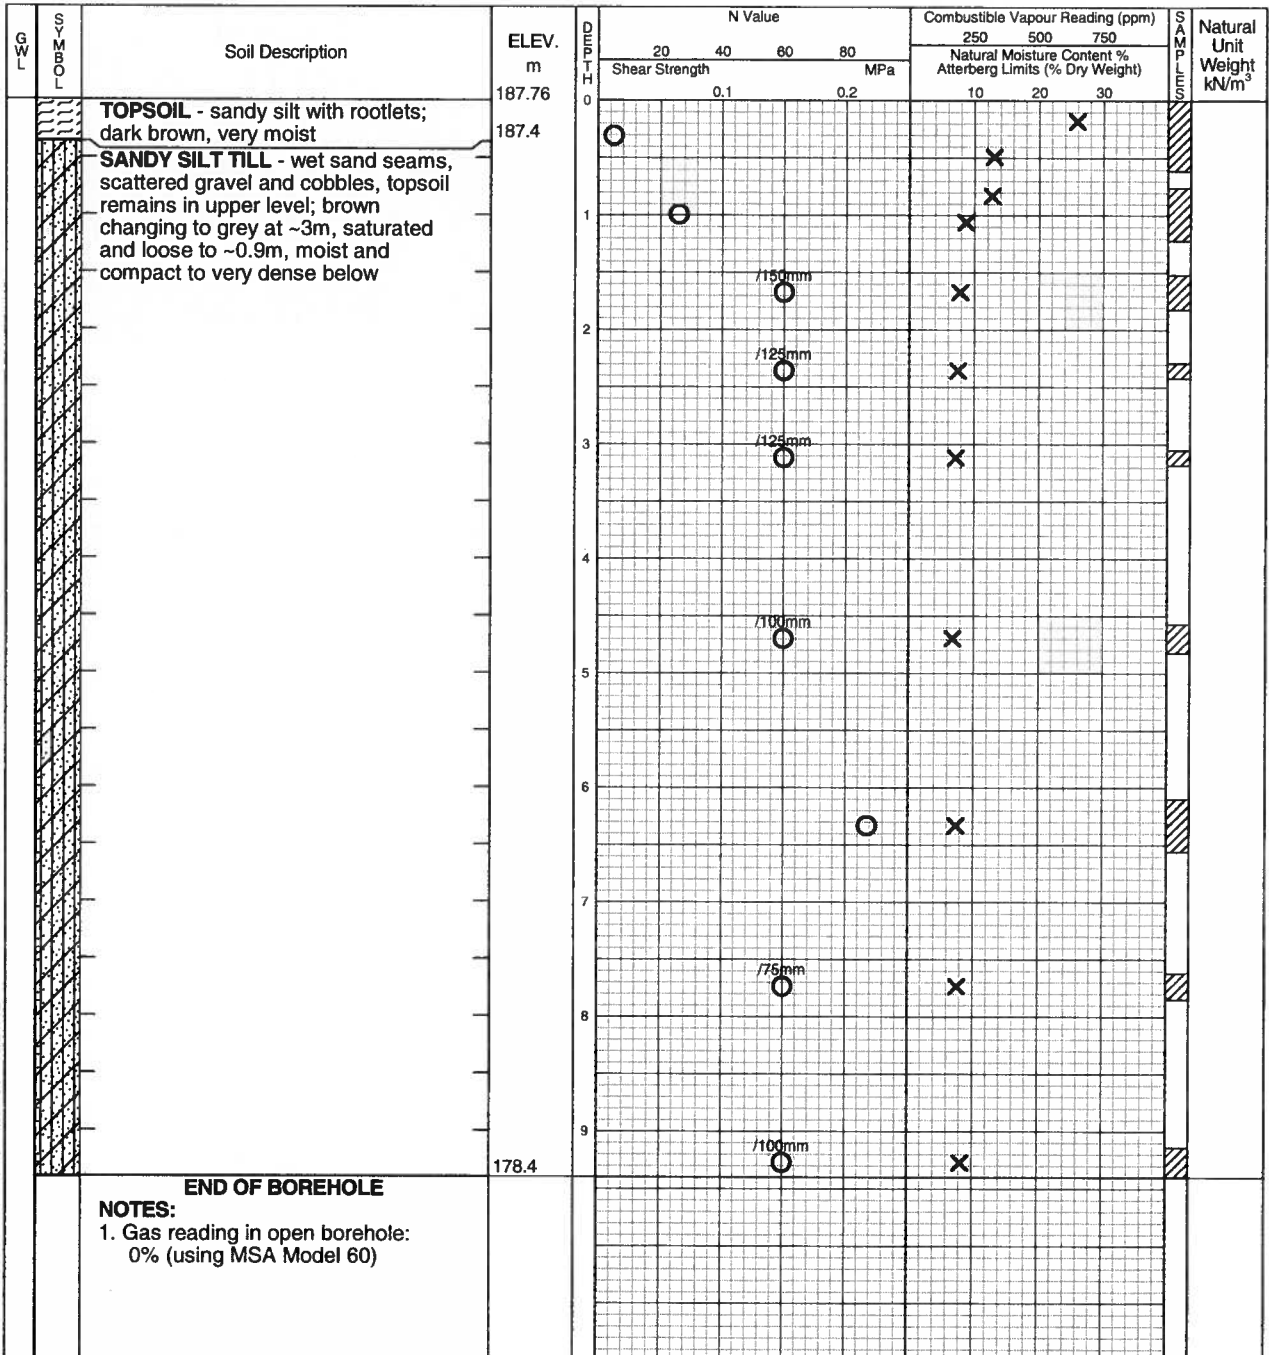 GWL
SYMBOL
Soil Description
ELEV.
m
DEPTH
N Value
20 40 60 80
Shear Strength MPa
0.1 0.2
Combustible Vapour Reading (ppm)
250 500 750
Natural Moisture Content %
Atterberg Limits (% Dry Weight)
10 20 30
SAMPLES
Natural
Unit
Weight
kN/m³
187.76
0
TOPSOIL - sandy silt with rootlets;
dark brown, very moist
187.4
SANDY SILT TILL - wet sand seams,
scattered gravel and cobbles, topsoil
remains in upper level; brown
changing to grey at ~3m, saturated
and loose to ~0.9m, moist and
compact to very dense below
1
/150mm
2
/125mm
3
/125mm
4
/100mm
5
6
7
/75mm
8
9
/100mm
178.4
END OF BOREHOLE
NOTES:
1. Gas reading in open borehole:
0% (using MSA Model 60)